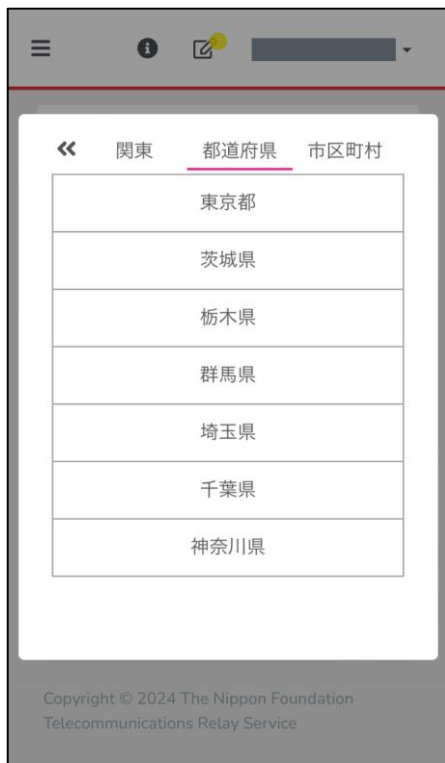 関東 都道府県 市区町村
東京都
茨城県
栃木県
群馬県
埼玉県
千葉県
神奈川県
Copyright © 2024 The Nippon Foundation
Telecommunications Relay Service